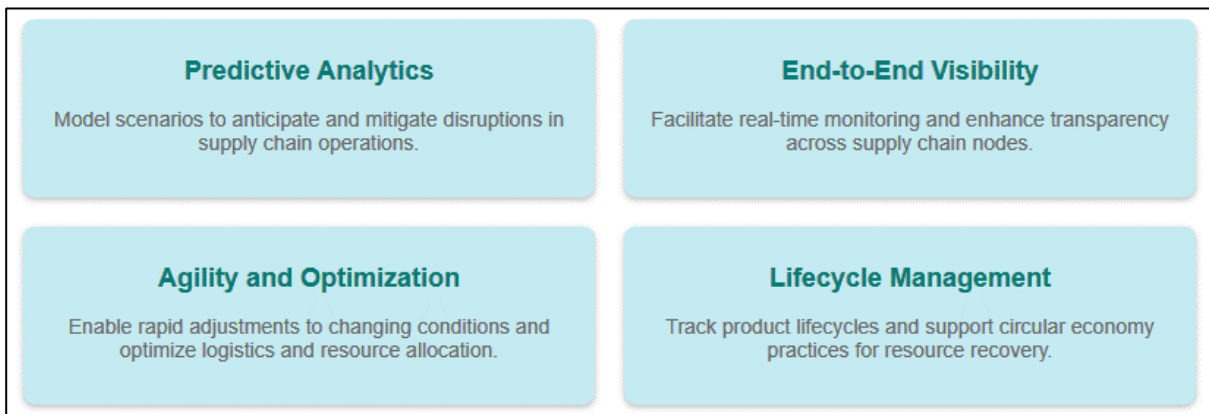 Predictive Analytics
Model scenarios to anticipate and mitigate disruptions in
supply chain operations.
End-to-End Visibility
Facilitate real-time monitoring and enhance transparency
across supply chain nodes.
Agility and Optimization
Enable rapid adjustments to changing conditions and
optimize logistics and resource allocation.
Lifecycle Management
Track product lifecycles and support circular economy
practices for resource recovery.